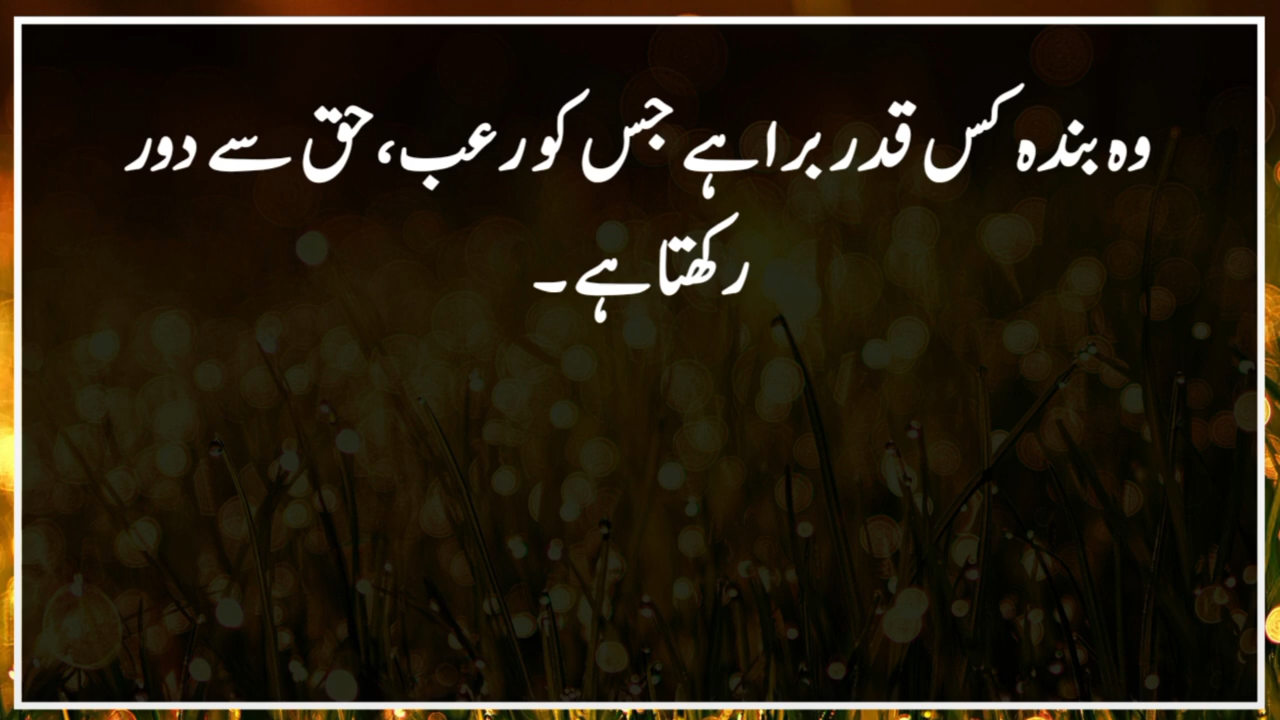 وہ بندہ کس قدر برا ہے جس کو رعب، حق سے دور
رکھتا ہے۔